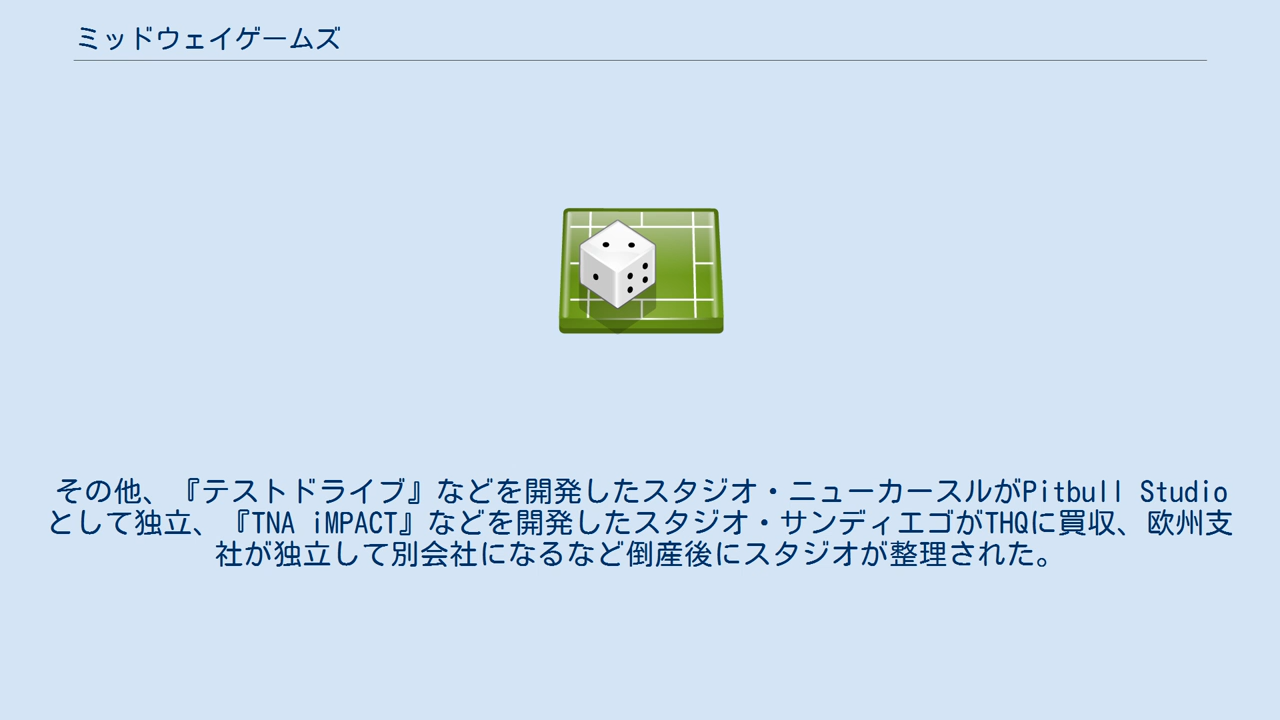 ミッドウェイゲームズ
その他、『テストドライブ』などを開発したスタジオ・ニューカースルがPitbull Studio
として独立、『TNA iMPACT』などを開発したスタジオ・サンディエゴがTHQに買収、欧州支
社が独立して別会社になるなど倒産後にスタジオが整理された。